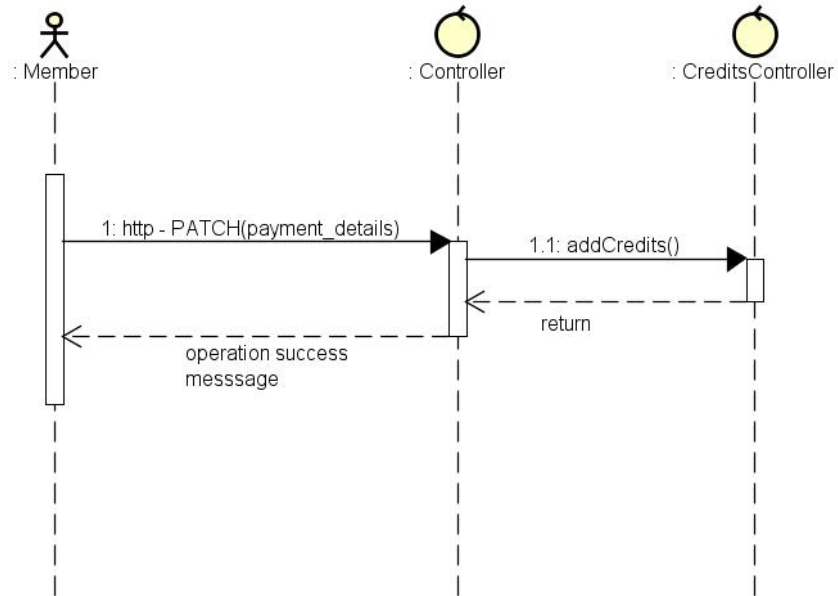 : Member
: Controller
: CreditsController
1: http - PATCH(payment_details)
1.1: addCredits()
return
operation success
messsage